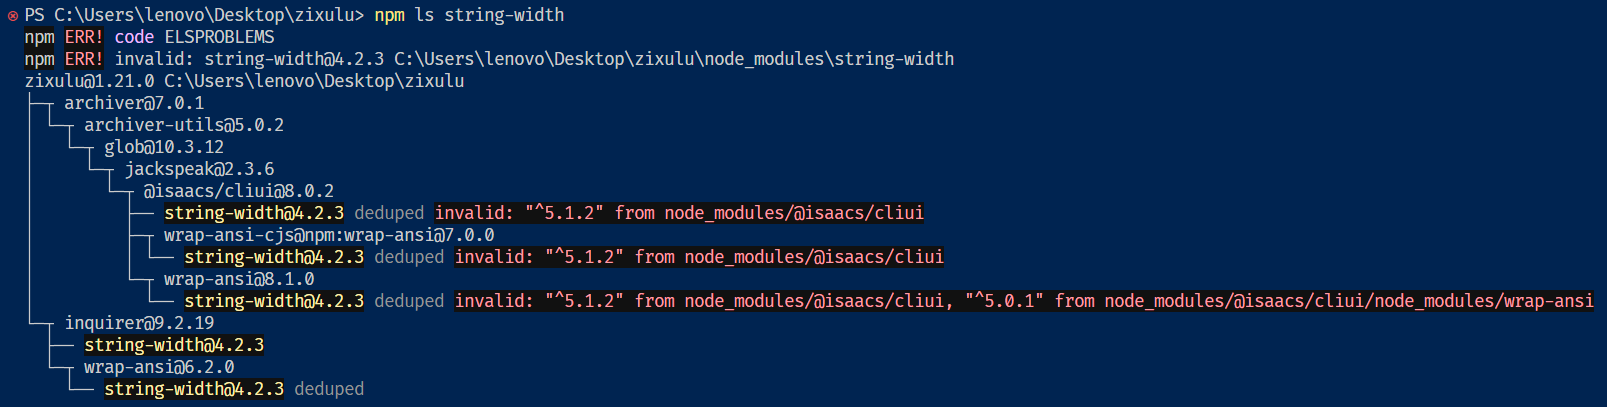 PS C:\Users\lenovo\Desktop\zixulu> npm ls string-width
npm ERR! code ELSPROBLEMS
npm ERR! invalid: string-width@4.2.3 C:\Users\lenovo\Desktop\zixulu\node_modules\string-width
zixulu@1.21.0 C:\Users\lenovo\Desktop\zixulu
├─┬ archiver@7.0.1
│ └─┬ archiver-utils@5.0.2
│   └─┬ glob@10.3.12
│     └─┬ jackspeak@2.3.6
│       └─┬ @isaacs/cliui@8.0.2
│         ├── string-width@4.2.3 deduped invalid: "^5.1.2" from node_modules/@isaacs/cliui
│         ├─┬ wrap-ansi-cjs@npm:wrap-ansi@7.0.0
│         │ └── string-width@4.2.3 deduped invalid: "^5.1.2" from node_modules/@isaacs/cliui
│         └─┬ wrap-ansi@8.1.0
│           └── string-width@4.2.3 deduped invalid: "^5.1.2" from node_modules/@isaacs/cliui, "^5.0.1" from node_modules/@isaacs/cliui/node_modules/wrap-ansi
└─┬ inquirer@9.2.19
  ├── string-width@4.2.3
  └─┬ wrap-ansi@6.2.0
    └── string-width@4.2.3 deduped